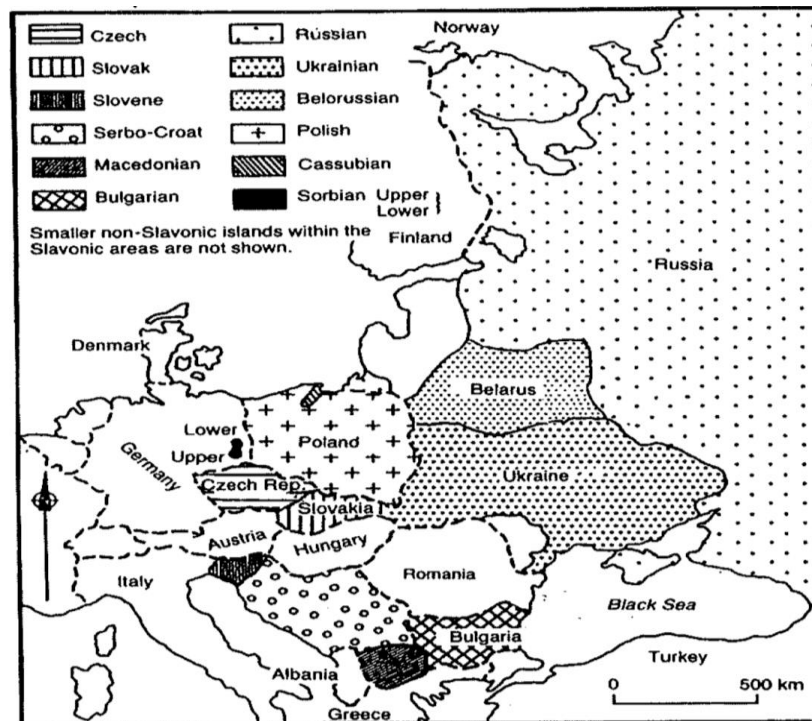 Czech
Slovak
Slovene
Serbo-Croat
Macedonian
Bulgarian
Russian
Ukrainian
Belorussian
Polish
Cassubian
Sorbian Upper
Lower
Smaller non-Slavonic islands within the
Slavonic areas are not shown.
Norway
Finland
Russia
Denmark
Belarus
Lower
Upper
Poland
Germany
Ukraine
Czech Rep.
Slovakia
Austria
Hungary
Italy
Romania
Black Sea
Bulgaria
Albania
Turkey
Greece
0 500 km